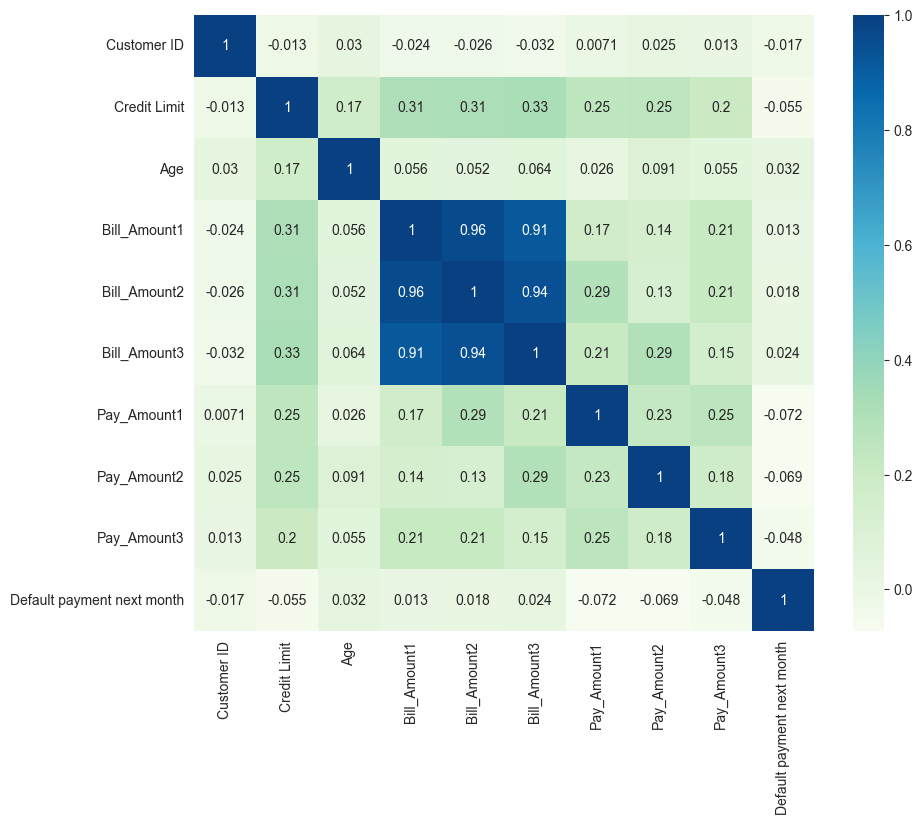 1.0
Customer ID 1 -0.013 0.03 -0.024 -0.026 -0.032 0.0071 0.025 0.013 -0.017
Credit Limit -0.013 1 0.17 0.31 0.31 0.33 0.25 0.25 0.2 -0.055
0.8
Age 0.03 0.17 1 0.056 0.052 0.064 0.026 0.091 0.055 0.032
Bill_Amount1 -0.024 0.31 0.056 1 0.96 0.91 0.17 0.14 0.21 0.013
0.6
Bill_Amount2 -0.026 0.31 0.052 0.96 1 0.94 0.29 0.13 0.21 0.018
Bill_Amount3 -0.032 0.33 0.064 0.91 0.94 1 0.21 0.29 0.15 0.024
0.4
Pay_Amount1 0.0071 0.25 0.026 0.17 0.29 0.21 1 0.23 0.25 -0.072
Pay_Amount2 0.025 0.25 0.091 0.14 0.13 0.29 0.23 1 0.18 -0.069
0.2
Pay_Amount3 0.013 0.2 0.055 0.21 0.21 0.15 0.25 0.18 1 -0.048
Default payment next month -0.017 -0.055 0.032 0.013 0.018 0.024 -0.072 -0.069 -0.048 1
0.0
Customer ID
Credit Limit
Age
Bill_Amount1
Bill_Amount2
Bill_Amount3
Pay_Amount1
Pay_Amount2
Pay_Amount3
Default payment next month